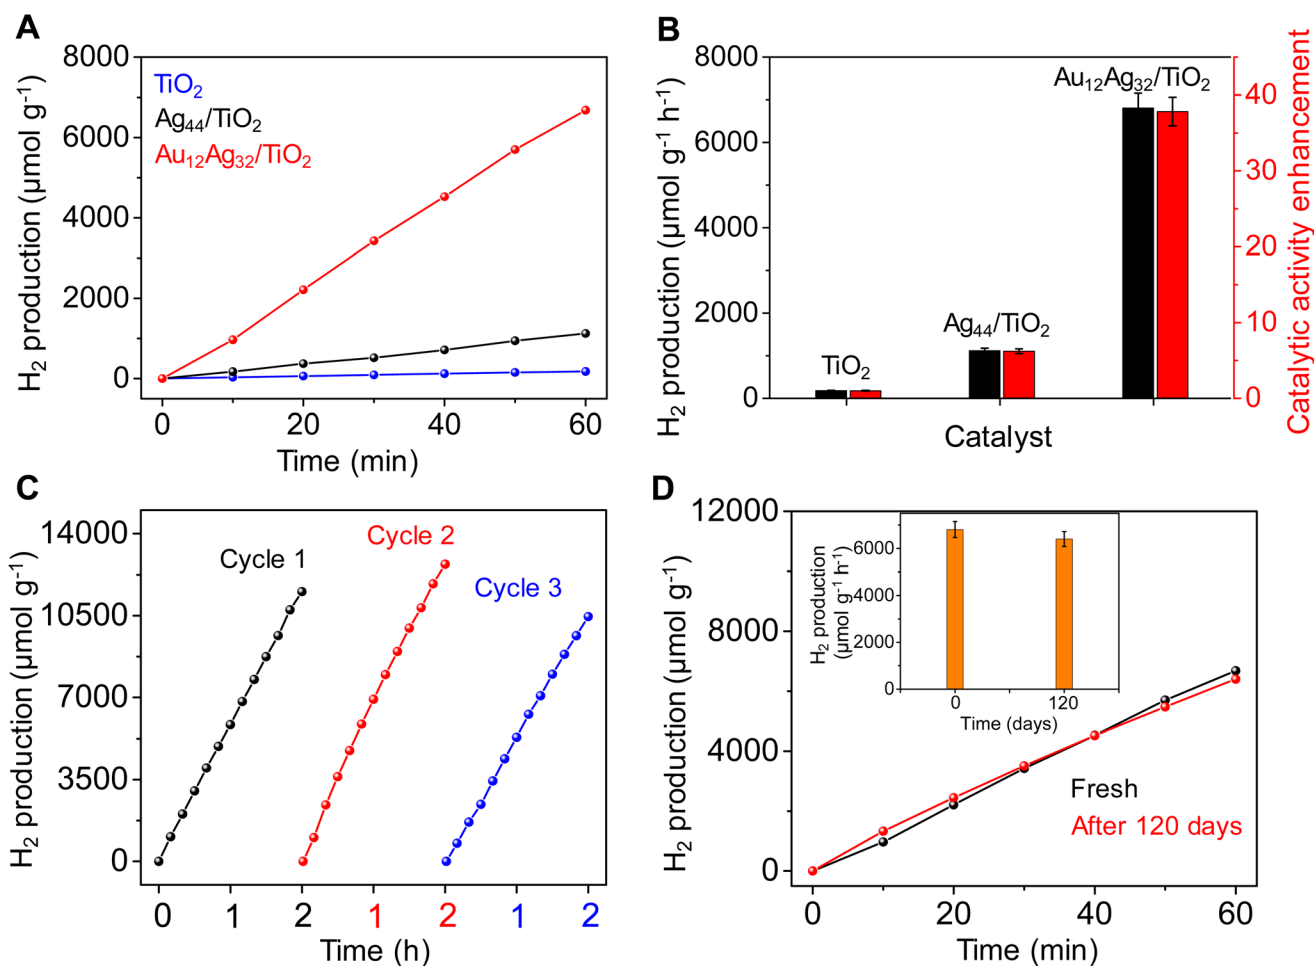 A
H₂ production (μmol g⁻¹)
8000
6000
4000
2000
0
TiO₂
Ag₄₄/TiO₂
Au₁₂Ag₃₂/TiO₂
0 20 40 60
Time (min)
B
H₂ production (μmol g⁻¹ h⁻¹)
8000
6000
4000
2000
0
TiO₂
Ag₄₄/TiO₂
Au₁₂Ag₃₂/TiO₂
40
30
20
10
0
Catalytic activity enhancement
Catalyst
C
H₂ production (μmol g⁻¹)
14000
10500
7000
3500
0
Cycle 1
Cycle 2
Cycle 3
0 1 2 1 2 1 2
Time (h)
D
H₂ production (μmol g⁻¹)
12000
8000
4000
0
H₂ production
(μmol g⁻¹ h⁻¹)
6000
4000
2000
0
0 120
Time (days)
Fresh
After 120 days
0 20 40 60
Time (min)